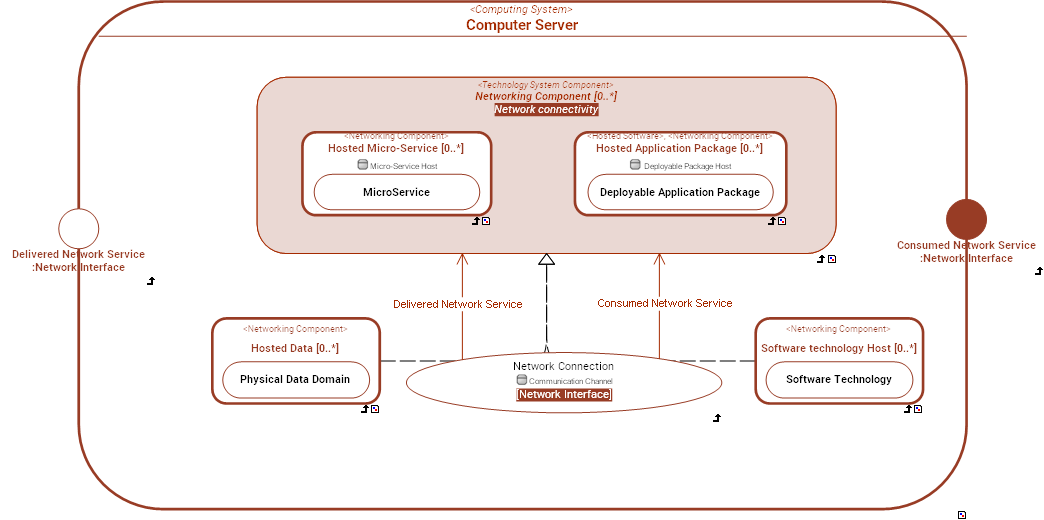 <Computing System>
Computer Server
<Technology System Component>
Networking Component [0..*]
Network connectivity
<Networking Component>
Hosted Micro-Service [0..*]
Micro-Service Host
MicroService
<Hosted Software>, <Networking Component>
Hosted Application Package [0..*]
Deployable Package Host
Deployable Application Package
Delivered Network Service
:Network Interface
Consumed Network Service
:Network Interface
Delivered Network Service
Consumed Network Service
<Networking Component>
Hosted Data [0..*]
Physical Data Domain
Network Connection
Communication Channel
[Network Interface]
<Networking Component>
Software technology Host [0..*]
Software Technology